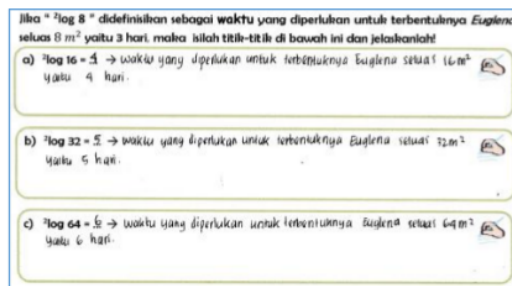 Jika " ²log 8 " didefinisikan sebagai waktu yang diperlukan untuk terbentuknya Euglena
seluas 8 m² yaitu 3 hari, maka isilah titik-titik di bawah ini dan jelaskanlah!
a) ²log 16 = 4 → waktu yang diperlukan untuk terbentuknya Euglena seluas 16 m²
yaitu 4 hari.
b) ²log 32 = 5 → waktu yang diperlukan untuk terbentuknya Euglena seluas 32 m²
yaitu 5 hari.
c) ²log 64 = 6 → waktu yang diperlukan untuk terbentuknya Euglena seluas 64 m²
yaitu 6 hari.